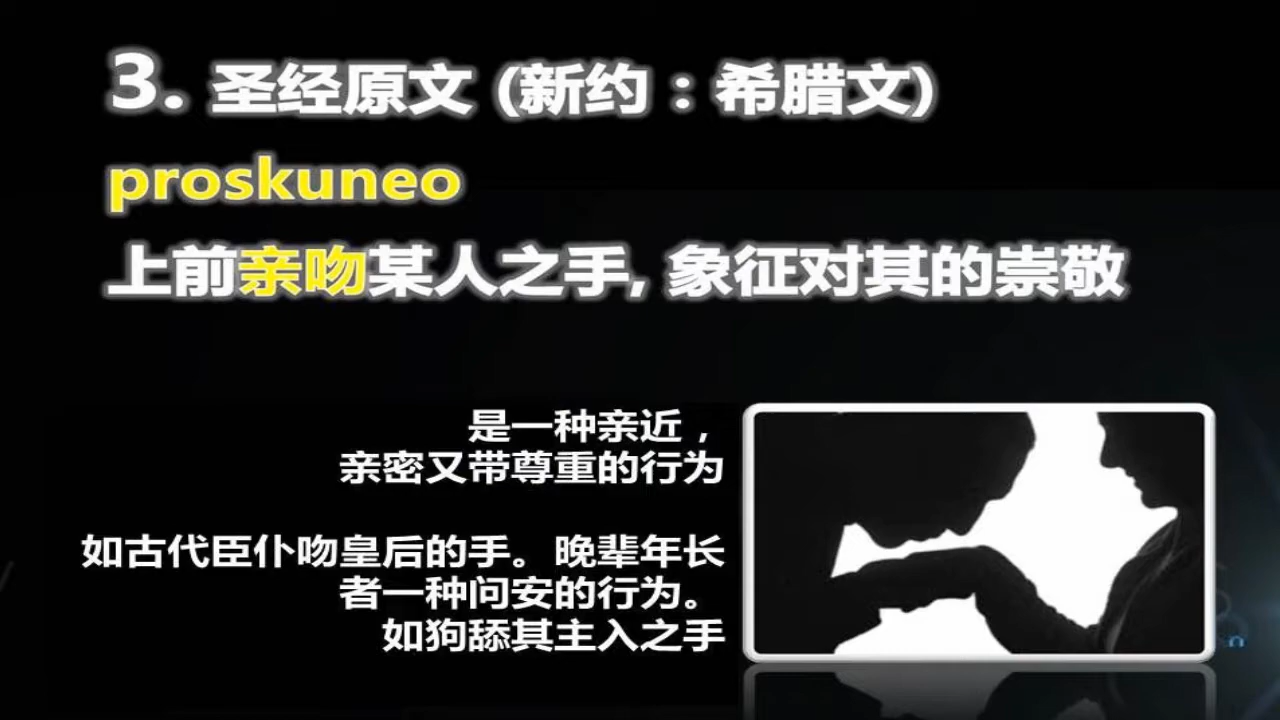 3. 圣经原文 (新约：希腊文)
proskuneo
上前亲吻某人之手, 象征对其的崇敬
是一种亲近，
亲密又带尊重的行为
如古代臣仆吻皇后的手。晚辈年长
者一种问安的行为。
如狗舔其主入之手